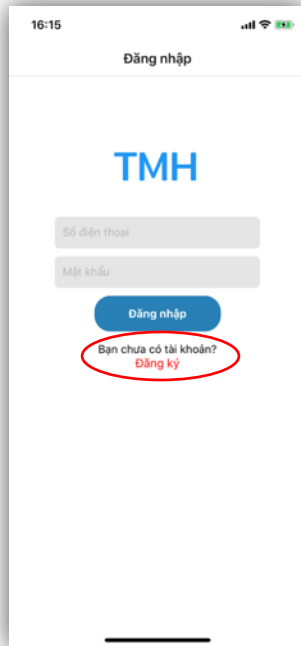 16:15
Đăng nhập
TMH
Số điện thoại
Mật khẩu
Đăng nhập
Bạn chưa có tài khoản?
Đăng ký